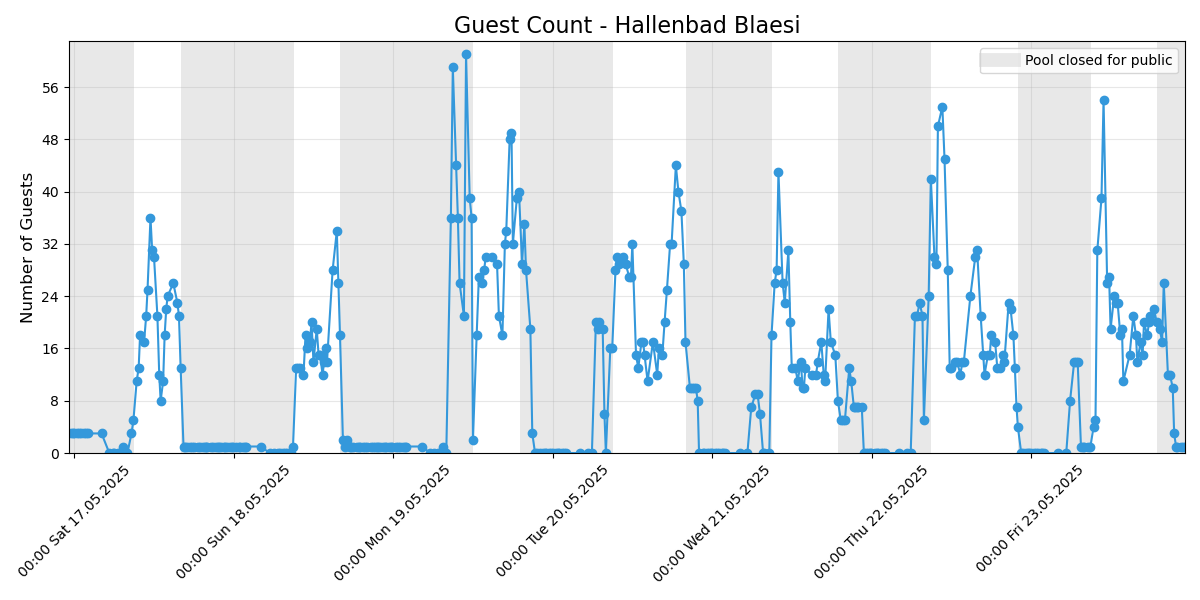 Guest Count - Hallenbad Blaesi
Pool closed for public
Number of Guests
56
48
40
32
24
16
8
0
00:00 Sat 17.05.2025
00:00 Sun 18.05.2025
00:00 Mon 19.05.2025
00:00 Tue 20.05.2025
00:00 Wed 21.05.2025
00:00 Thu 22.05.2025
00:00 Fri 23.05.2025